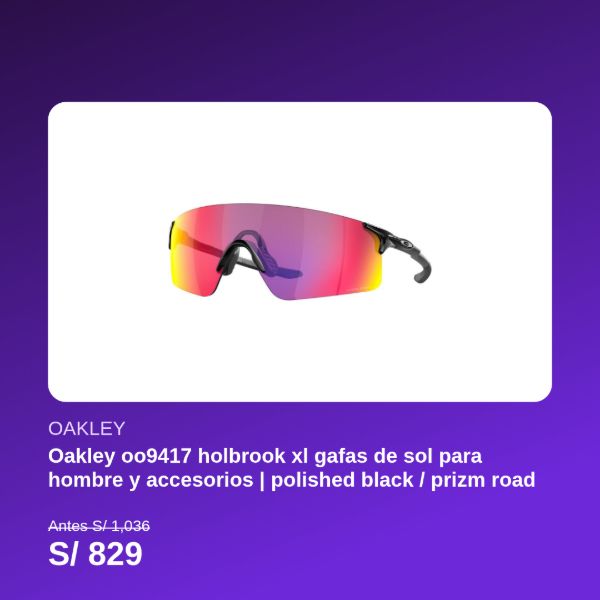 OAKLEY
Oakley oo9417 holbrook xl gafas de sol para
hombre y accesorios | polished black / prizm road
Antes S/ 1,036
S/ 829